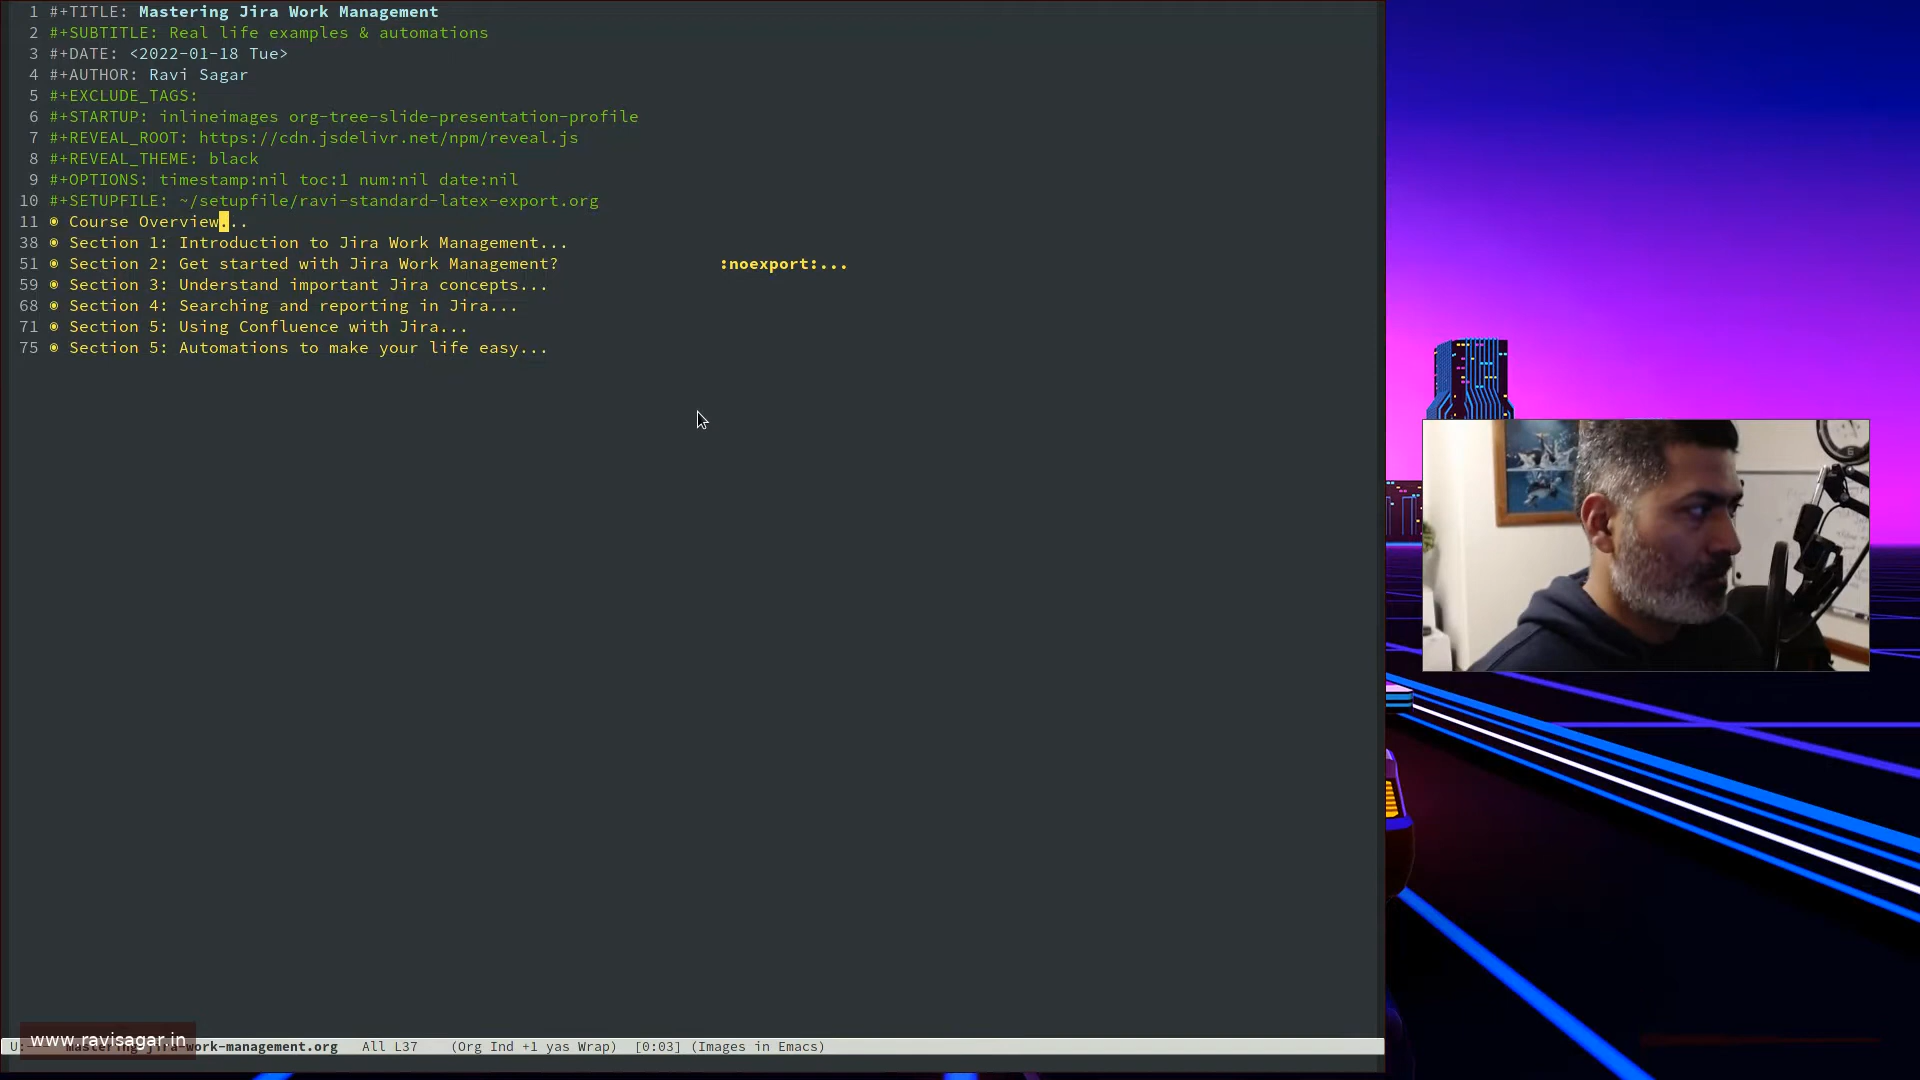 1 #+TITLE: Mastering Jira Work Management
2 #+SUBTITLE: Real life examples & automations
3 #+DATE: <2022-01-18 Tue>
4 #+AUTHOR: Ravi Sagar
5 #+EXCLUDE_TAGS:
6 #+STARTUP: inlineimages org-tree-slide-presentation-profile
7 #+REVEAL_ROOT: https://cdn.jsdelivr.net/npm/reveal.js
8 #+REVEAL_THEME: black
9 #+OPTIONS: timestamp:nil toc:1 num:nil date:nil
10 #+SETUPFILE: ~/setupfile/ravi-standard-latex-export.org
11 ◉ Course Overview...
38 ◉ Section 1: Introduction to Jira Work Management...
51 ◉ Section 2: Get started with Jira Work Management? :noexport:...
59 ◉ Section 3: Understand important Jira concepts...
68 ◉ Section 4: Searching and reporting in Jira...
71 ◉ Section 5: Using Confluence with Jira...
75 ◉ Section 5: Automations to make your life easy...
www.ravisagar.in
U: mastering-jira-work-management.org All L37 (Org Ind +1 yas Wrap) [0:03] (Images in Emacs)